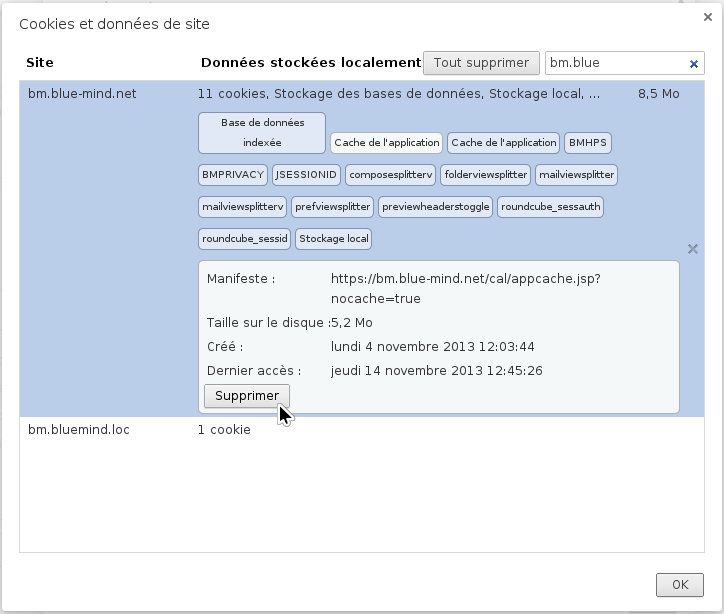 Cookies et données de site
Site Données stockées localement Tout supprimer bm.blue
bm.blue-mind.net 11 cookies, Stockage des bases de données, Stockage local, ... 8,5 Mo
Base de données
indexée Cache de l'application Cache de l'application BMHPS
BMPRIVACY JSESSIONID composesplitterv folderviewsplitter mailviewsplitter
mailviewsplitterv prefviewsplitter previewheaderstoggle roundcube_sessauth
roundcube_sessid Stockage local
Manifeste : https://bm.blue-mind.net/cal/appcache.jsp?
nocache=true
Taille sur le disque :5,2 Mo
Créé : lundi 4 novembre 2013 12:03:44
Dernier accès : jeudi 14 novembre 2013 12:45:26
Supprimer
bm.bluemind.loc 1 cookie
OK